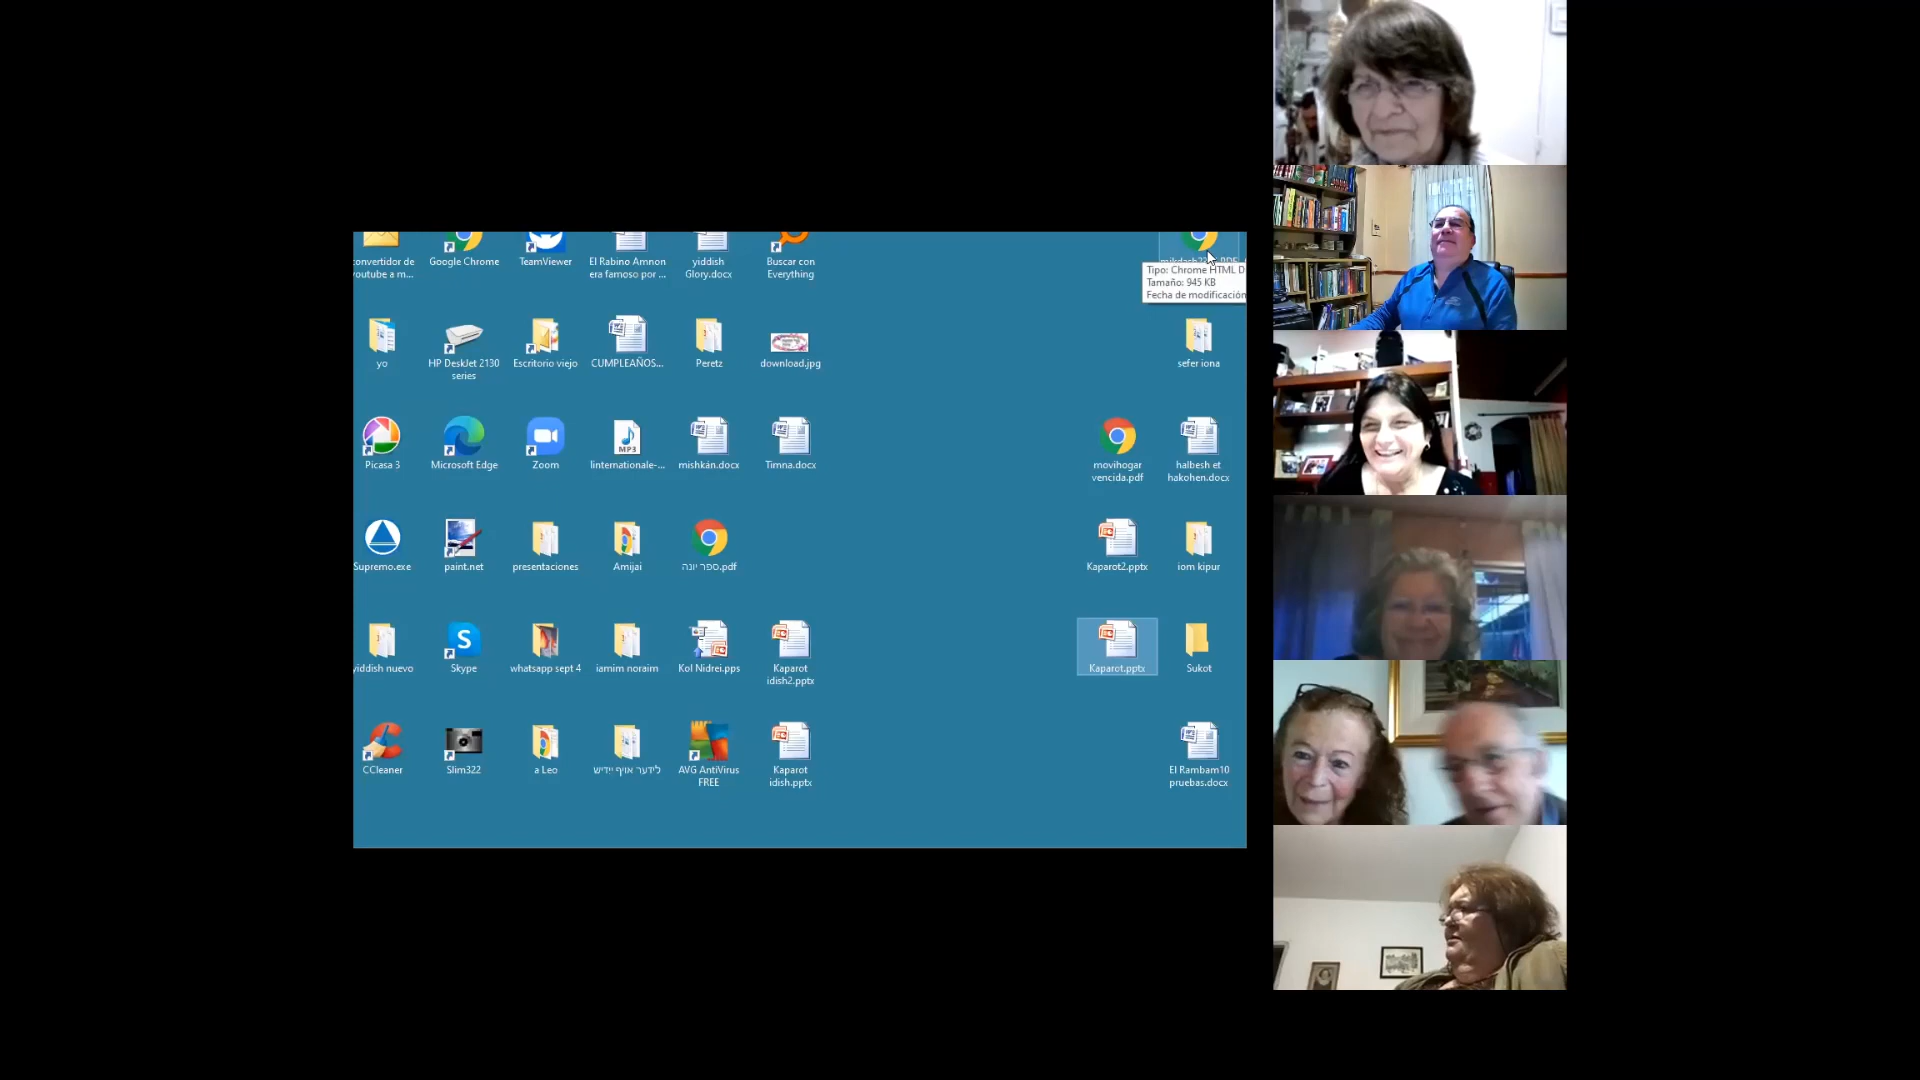 convertidor de
youtube a m...
Google Chrome
TeamViewer
El Rabino Amnon
era famoso por ...
yiddish
Glory.docx
Buscar con
Everything
Tipo: Chrome HTML D
Tamaño: 945 KB
Fecha de modificación
yo
HP DeskJet 2130
series
Escritorio viejo
CUMPLEAÑOS...
Peretz
download.jpg
sefer iona
Picasa 3
Microsoft Edge
Zoom
MP3
linternationale-...
mishkán.docx
Timna.docx
movihogar
vencida.pdf
halbesh et
hakohen.docx
Supremo.exe
paint.net
presentaciones
Amijai
ספר יונה.pdf
Kaparot2.pptx
iom kipur
yiddish nuevo
Skype
whatsapp sept 4
iamim noraim
Kol Nidrei.pps
Kaparot
idish2.pptx
Kaparot.pptx
Sukot
CCleaner
Slim322
a Leo
לידער אויף יידיש
AVG AntiVirus
FREE
Kaparot
idish.pptx
El Rambam10
pruebas.docx